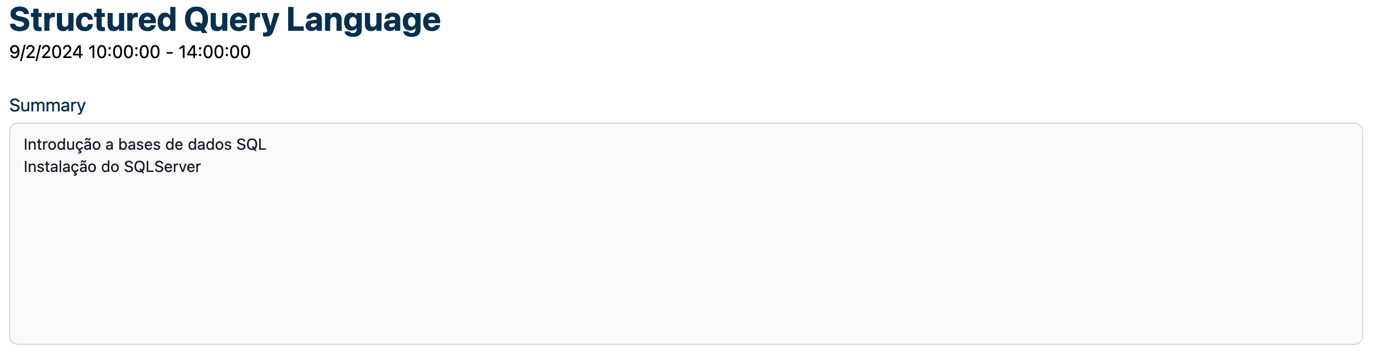 Structured Query Language
9/2/2024 10:00:00 - 14:00:00
Summary
Introdução a bases de dados SQL
Instalação do SQLServer